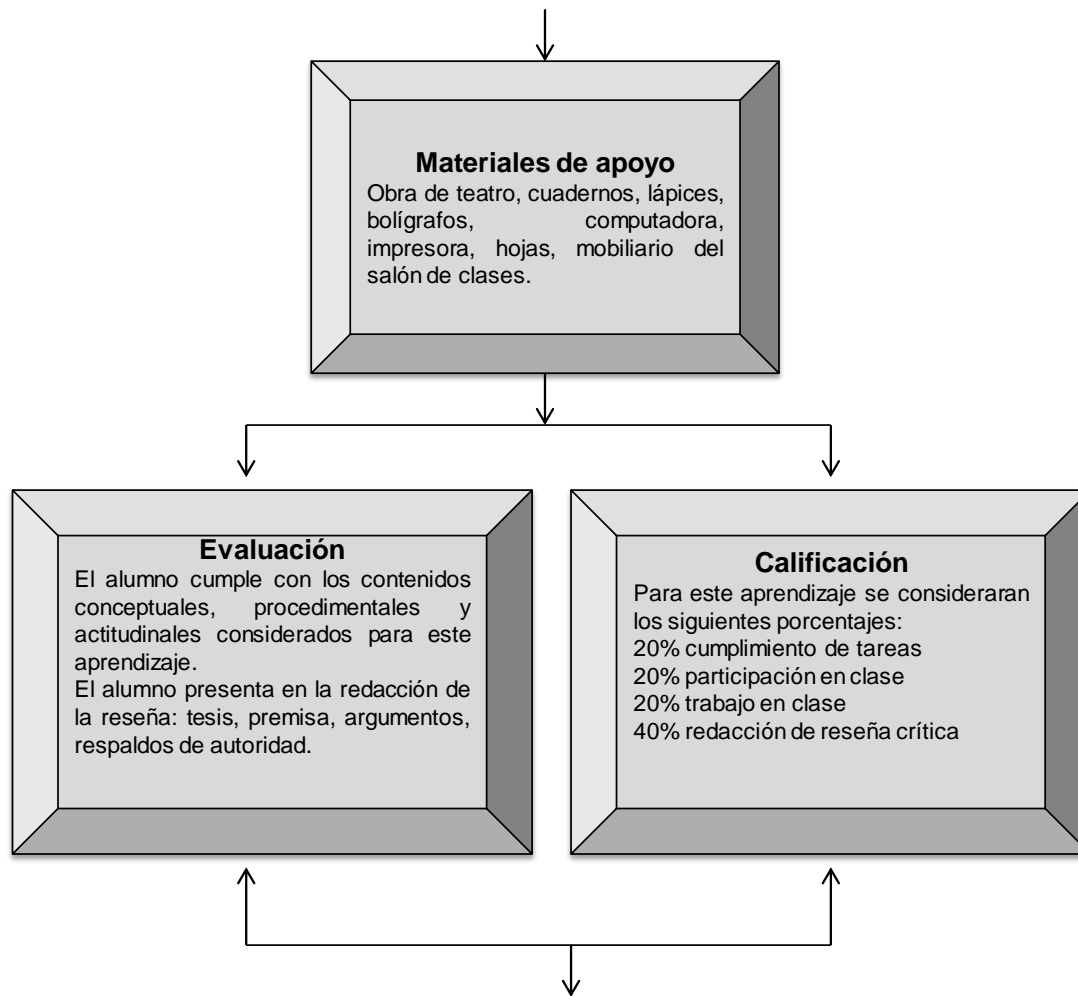 Materiales de apoyo
Obra de teatro, cuadernos, lápices,
bolígrafos, computadora,
impresora, hojas, mobiliario del
salón de clases.
Evaluación
El alumno cumple con los contenidos
conceptuales, procedimentales y
actitudinales considerados para este
aprendizaje.
El alumno presenta en la redacción de
la reseña: tesis, premisa, argumentos,
respaldos de autoridad.
Calificación
Para este aprendizaje se consideraran
los siguientes porcentajes:
20% cumplimiento de tareas
20% participación en clase
20% trabajo en clase
40% redacción de reseña crítica